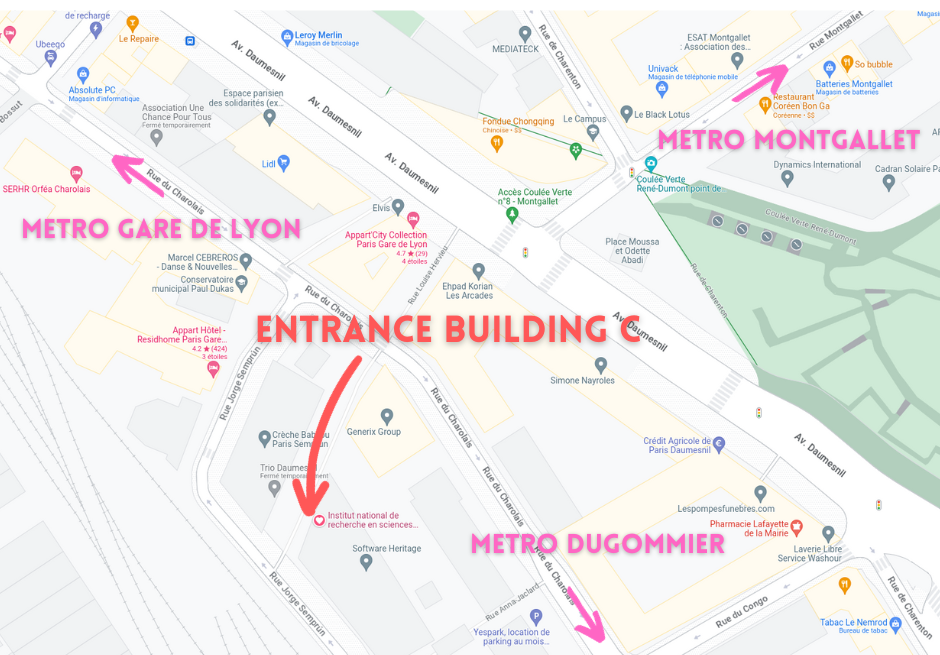 de recharge
Ubeego
Le Repaire
Leroy Merlin
Magasin de bricolage
Av. Daumesnil
MEDIATECK
Rue de Charenton
ESAT Montgallet
: Association des...
Rue Montgallet
Magas
Absolute PC
Magasin d'informatique
Bossut
Association Une
Chance Pour Tous
Fermé temporairement
Espace parisien
des solidarités (ex...
Av. Daumesnil
Univack
Magasin de téléphonie mobile
So bubble
Batteries Montgallet
Magasin de batteries
Restaurant
Coréen Bon Ga
Coréenne • $$
Le Black Lotus
Fondue Chongqing
Chinoise • $$
Le Campus
METRO MONTGALLET
Lidl
Av. Daumesnil
Dynamics International
Cadran Solaire Pa
SERHR Orféa Charolais
Rue du Charolais
Coulée Verte
René-Dumont point de...
Accès Coulée Verte
n°8 - Montgallet
Elvis
METRO GARE DE LYON
Appart'City Collection
Paris Gare de Lyon
4.7 ★ (29)
4 étoiles
Coulée Verte René Dumont
Place Moussa
et Odette
Abadi
Marcel CEBREROS
- Danse & Nouvelles...
Conservatoire
municipal Paul Dukas
Rue Louise Hervieu
Ehpad Korian
Les Arcades
Rue de Charenton
Rue du Charolais
ENTRANCE BUILDING C
Av. Daumesnil
Appart Hôtel -
Residhome Paris Gare...
4.2 ★ (424)
3 étoiles
Rue Jorge Semprún
Simone Nayroles
Generix Group
Rue du Charolais
Crèche Babilou
Paris Semprun
Crédit Agricole de
Paris Daumesnil
Av. Daumesnil
Trio Daumesnil
Fermé temporairement
Rue du Charolais
Institut national de
recherche en sciences...
Lespompesfunebres.com
Pharmacie Lafayette
de la Mairie
METRO DUGOMMIER
Software Heritage
Laverie Libre
Service Washour
Rue du Charolais
Rue Jorge Semprún
Rue Anna-Jaclard
Rue du Congo
Rue de Charenton
Yespark, location de
parking au mois...
Tabac Le Nemrod
Bureau de tabac